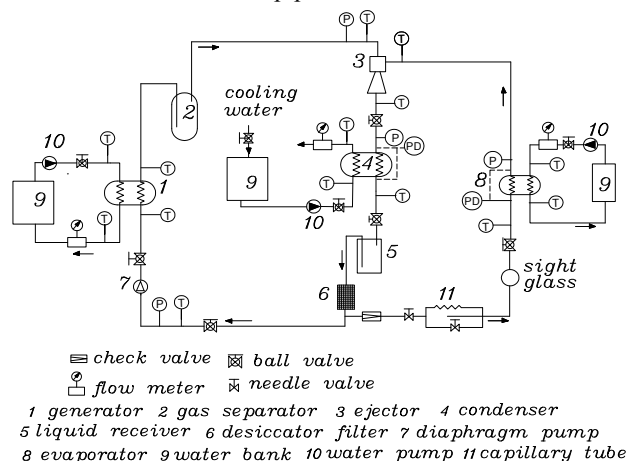 P T T
3
2
T
cooling
water
P
PD
10
T
T
1
T
4
10
T
P
8
9
9
9
T
T
T
PD
T
T
10
T
5
sight
glass
7
6
11
P T
check valve ball valve
flow meter needle valve
1 generator 2 gas separator 3 ejector 4 condenser
5 liquid receiver 6 desiccator filter 7 diaphragm pump
8 evaporator 9 water bank 10 water pump 11 capillary tube